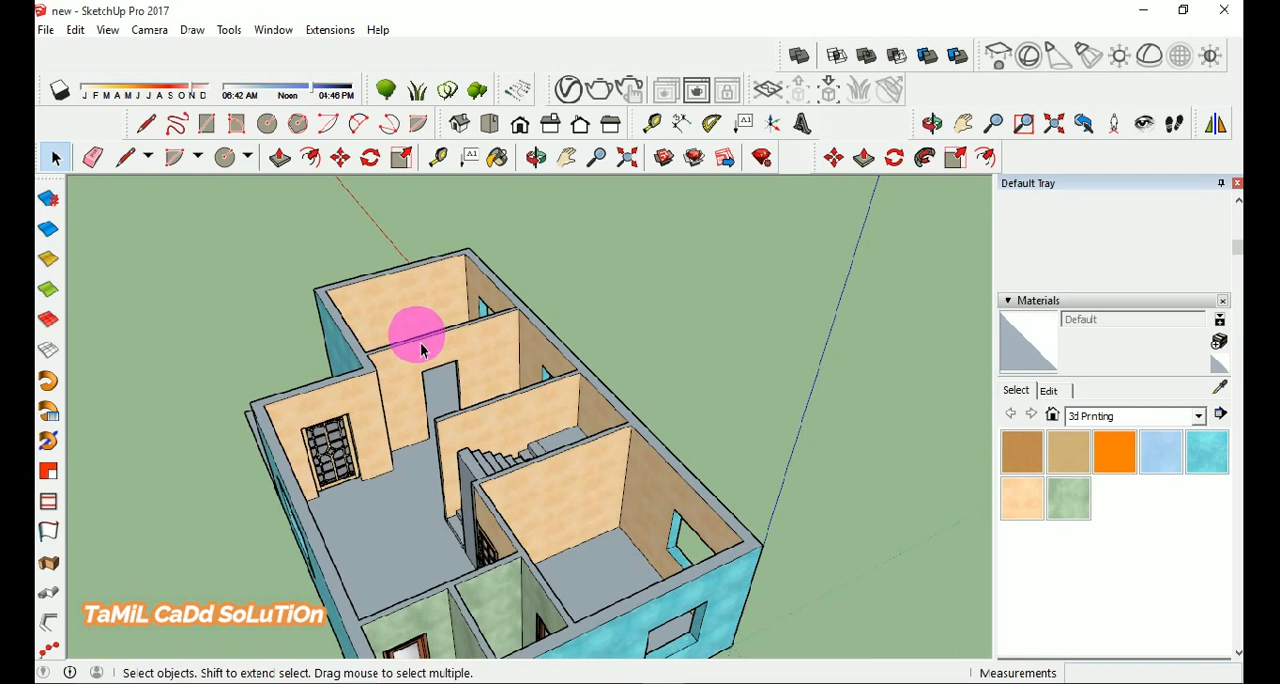 new - SketchUp Pro 2017
File Edit View Camera Draw Tools Window Extensions Help
J F M A M J J A S O N D 06:42 AM Noon 04:46 PM
A1
A1
Default Tray
Materials
Default
Select Edit
3d Printing
TaMiL CaDd SoLuTiOn
Select objects. Shift to extend select. Drag mouse to select multiple.
Measurements